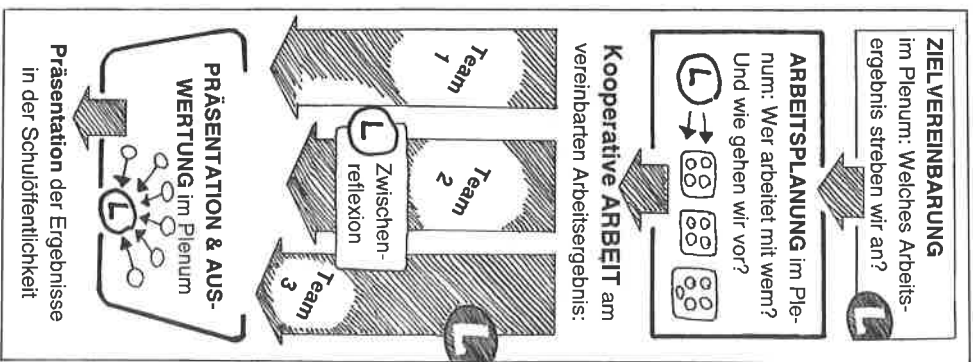 ZIELVEREINBARUNG
im Plenum: Welches Arbeits-
ergebnis streben wir an?
L
ARBEITSPLANUNG im Ple-
num: Wer arbeitet mit wem?
Und wie gehen wir vor?
L
Kooperative ARBEIT am
vereinbarten Arbeitsergebnis:
Team
1
Team
2
Team
3
L
L
Zwischen-
reflexion
PRÄSENTATION & AUS-
WERTUNG im Plenum
L
Präsentation der Ergebnisse
in der Schulöffentlichkeit